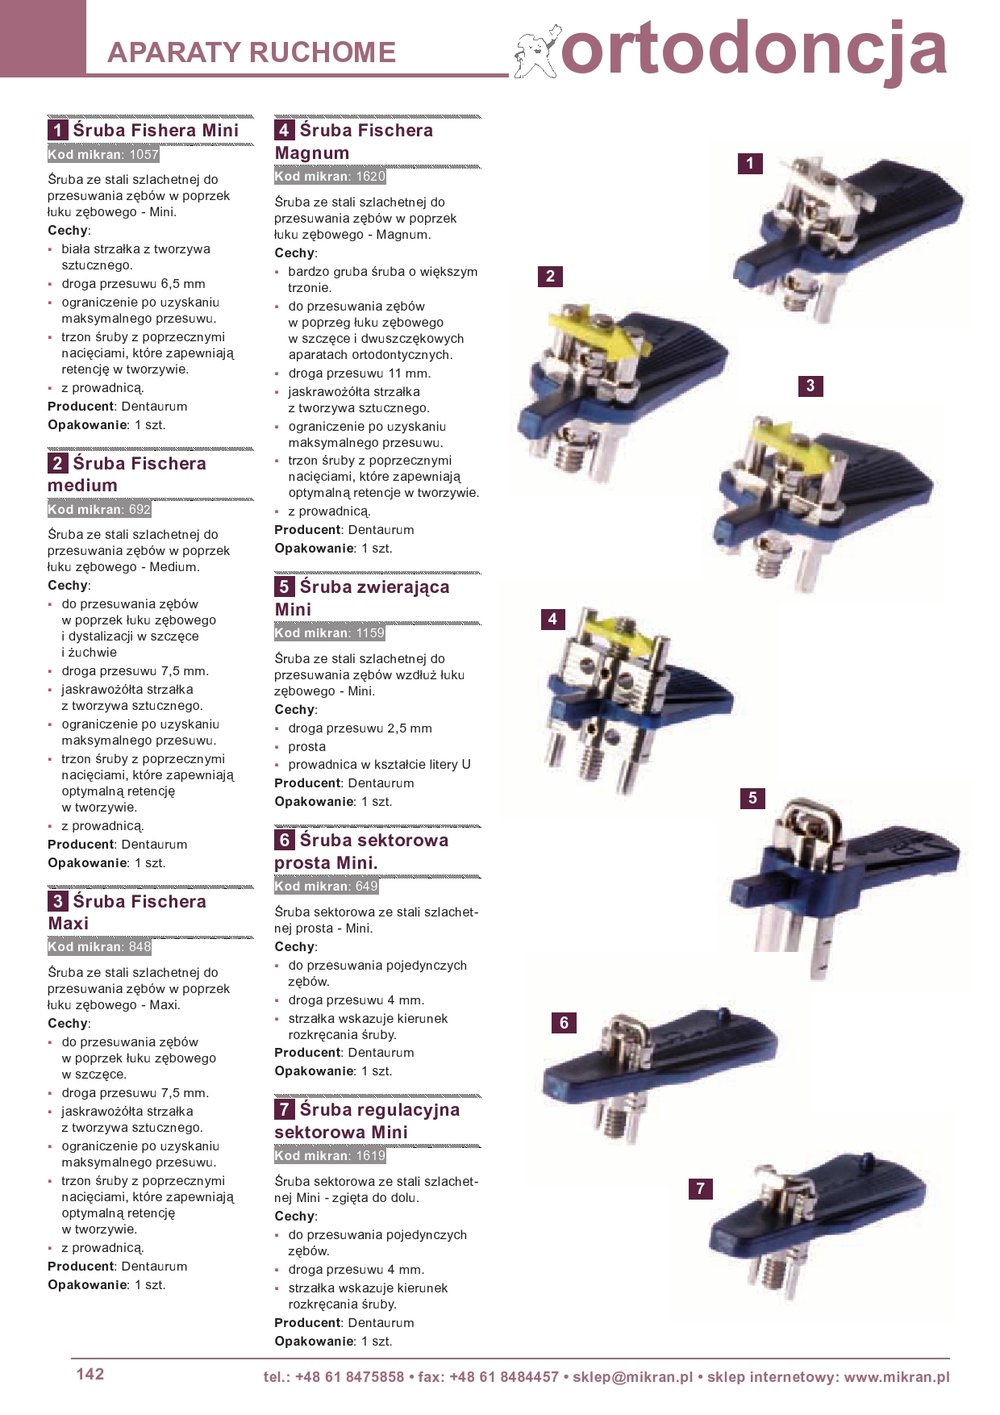 APARATY RUCHOME
ortodoncja
1 Śruba Fishera Mini
Kod mikran: 1057
Śruba ze stali szlachetnej do
przesuwania zębów w poprzek
łuku zębowego - Mini.
Cechy:
▪ biała strzałka z tworzywa
sztucznego.
▪ droga przesuwu 6,5 mm
▪ ograniczenie po uzyskaniu
maksymalnego przesuwu.
▪ trzon śruby z poprzecznymi
nacięciami, które zapewniają
retencję w tworzywie.
▪ z prowadnicą.
Producent: Dentaurum
Opakowanie: 1 szt.
2 Śruba Fischera
medium
Kod mikran: 692
Śruba ze stali szlachetnej do
przesuwania zębów w poprzek
łuku zębowego - Medium.
Cechy:
▪ do przesuwania zębów
w poprzek łuku zębowego
i dystalizacji w szczęce
i żuchwie
▪ droga przesuwu 7,5 mm.
▪ jaskrawożółta strzałka
z tworzywa sztucznego.
▪ ograniczenie po uzyskaniu
maksymalnego przesuwu.
▪ trzon śruby z poprzecznymi
nacięciami, które zapewniają
optymalną retencję
w tworzywie.
▪ z prowadnicą.
Producent: Dentaurum
Opakowanie: 1 szt.
3 Śruba Fischera
Maxi
Kod mikran: 848
Śruba ze stali szlachetnej do
przesuwania zębów w poprzek
łuku zębowego - Maxi.
Cechy:
▪ do przesuwania zębów
w poprzek łuku zębowego
w szczęce.
▪ droga przesuwu 7,5 mm.
▪ jaskrawożółta strzałka
z tworzywa sztucznego.
▪ ograniczenie po uzyskaniu
maksymalnego przesuwu.
▪ trzon śruby z poprzecznymi
nacięciami, które zapewniają
optymalną retencję
w tworzywie.
▪ z prowadnicą.
Producent: Dentaurum
Opakowanie: 1 szt.
4 Śruba Fischera
Magnum
Kod mikran: 1620
Śruba ze stali szlachetnej do
przesuwania zębów w poprzek
łuku zębowego - Magnum.
Cechy:
▪ bardzo gruba śruba o większym
trzonie.
▪ do przesuwania zębów
w poprzeg łuku zębowego
w szczęce i dwuszczękowych
aparatach ortodontycznych.
▪ droga przesuwu 11 mm.
▪ jaskrawożółta strzałka
z tworzywa sztucznego.
▪ ograniczenie po uzyskaniu
maksymalnego przesuwu.
▪ trzon śruby z poprzecznymi
nacięciami, które zapewniają
optymalną retencje w tworzywie.
▪ z prowadnicą.
Producent: Dentaurum
Opakowanie: 1 szt.
5 Śruba zwierająca
Mini
Kod mikran: 1159
Śruba ze stali szlachetnej do
przesuwania zębów wzdłuż łuku
zębowego - Mini.
Cechy:
▪ droga przesuwu 2,5 mm
▪ prosta
▪ prowadnica w kształcie litery U
Producent: Dentaurum
Opakowanie: 1 szt.
6 Śruba sektorowa
prosta Mini.
Kod mikran: 649
Śruba sektorowa ze stali szlachet-
nej prosta - Mini.
Cechy:
▪ do przesuwania pojedynczych
zębów.
▪ droga przesuwu 4 mm.
▪ strzałka wskazuje kierunek
rozkręcania śruby.
Producent: Dentaurum
Opakowanie: 1 szt.
7 Śruba regulacyjna
sektorowa Mini
Kod mikran: 1619
Śruba sektorowa ze stali szlachet-
nej Mini - zgięta do dolu.
Cechy:
▪ do przesuwania pojedynczych
zębów.
▪ droga przesuwu 4 mm.
▪ strzałka wskazuje kierunek
rozkręcania śruby.
Producent: Dentaurum
Opakowanie: 1 szt.
1
2
3
4
5
6
7
142
tel.: +48 61 8475858 • fax: +48 61 8484457 • sklep@mikran.pl • sklep internetowy: www.mikran.pl